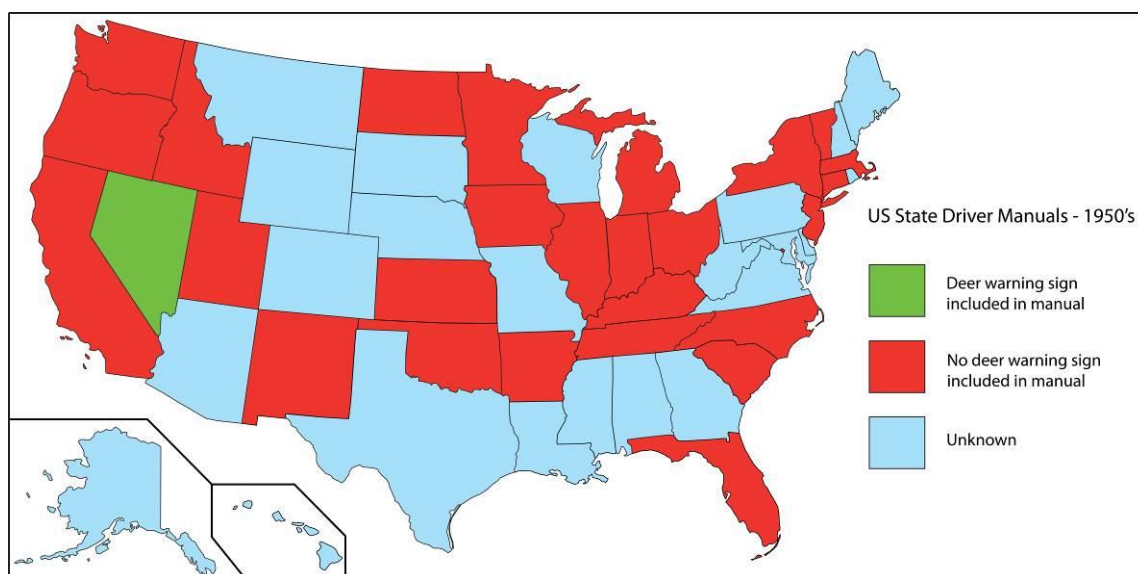 US State Driver Manuals - 1950's
Deer warning sign
included in manual
No deer warning sign
included in manual
Unknown